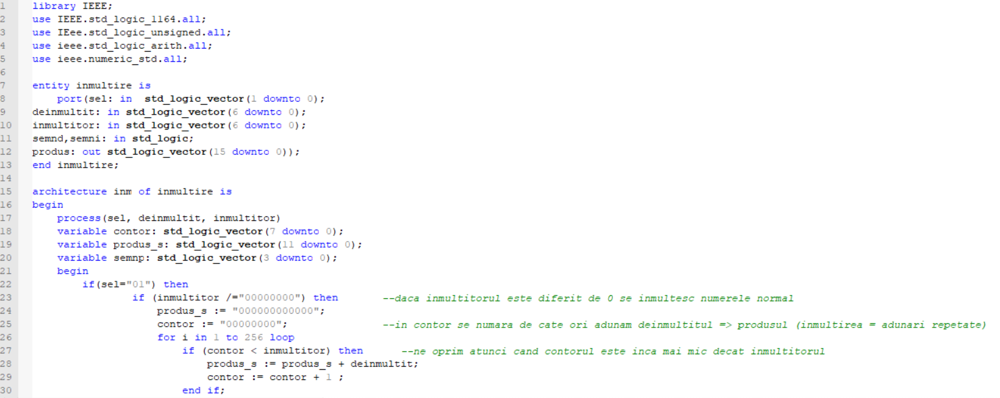 1 library IEEE;
2 use IEEE.std_logic_1164.all;
3 use IEee.std_logic_unsigned.all;
4 use ieee.std_logic_arith.all;
5 use ieee.numeric_std.all;
6
7 entity inmultire is
8 port(sel: in  std_logic_vector(1 downto 0);
9 deinmultit: in std_logic_vector(6 downto 0);
10 inmultitor: in std_logic_vector(6 downto 0);
11 semnd,semni: in std_logic;
12 produs: out std_logic_vector(15 downto 0));
13 end inmultire;
14
15 architecture inm of inmultire is
16 begin
17 process(sel, deinmultit, inmultitor)
18 variable contor: std_logic_vector(7 downto 0);
19 variable produs_s: std_logic_vector(11 downto 0);
20 variable semnp: std_logic_vector(3 downto 0);
21 begin
22 if(sel="01") then
23 if (inmultitor /="00000000") then --daca inmultitorul este diferit de 0 se inmultesc numerele normal
24 produs_s := "000000000000";
25 contor := "00000000"; --in contor se numara de cate ori adunam deinmultitul => produsul (inmultirea = adunari repetate)
26 for i in 1 to 256 loop
27 if (contor < inmultitor) then --ne oprim atunci cand contorul este inca mai mic decat inmultitorul
28 produs_s := produs_s + deinmultit;
29 contor := contor + 1 ;
30 end if;